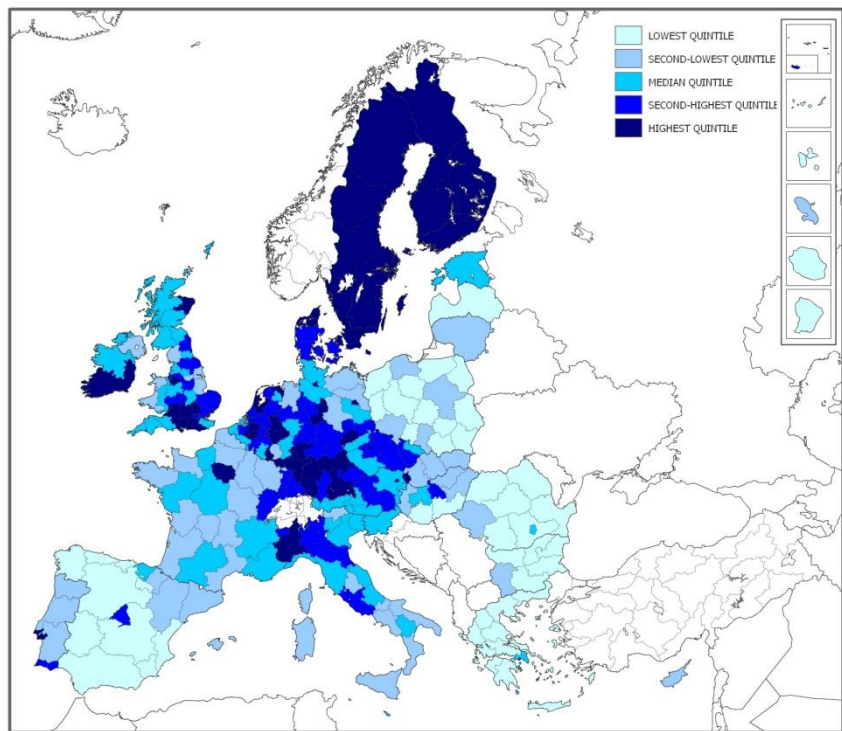 LOWEST QUINTILE
SECOND-LOWEST QUINTILE
MEDIAN QUINTILE
SECOND-HIGHEST QUINTILE
HIGHEST QUINTILE